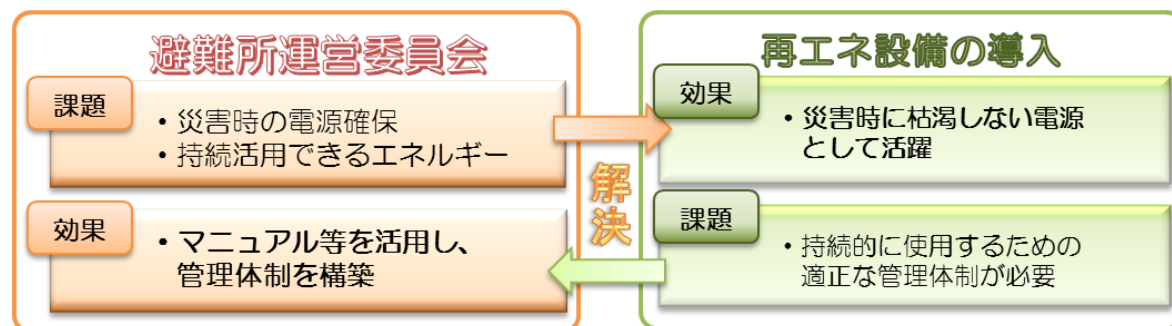 避難所運営委員会
課題
・災害時の電源確保
・持続活用できるエネルギー
効果
・マニュアル等を活用し、
管理体制を構築
解決
再エネ設備の導入
効果
・災害時に枯渇しない電源
として活躍
課題
・持続的に使用するための
適正な管理体制が必要